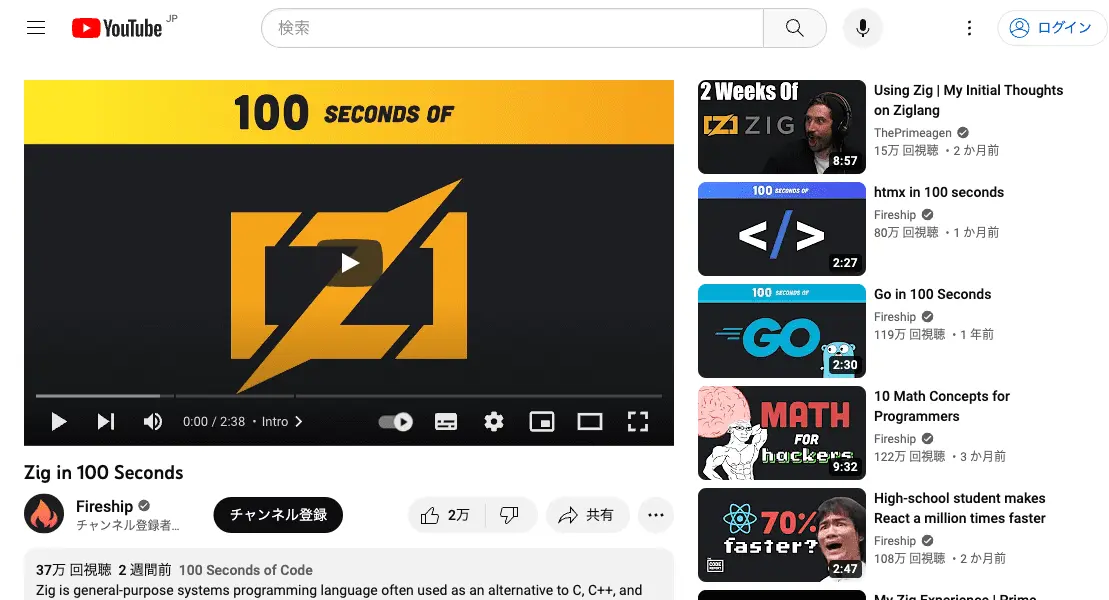 YouTube JP
検索
ログイン
100 SECONDS OF
0:00 / 2:38 • Intro
Zig in 100 Seconds
Fireship
チャンネル登録者…
チャンネル登録
2万
共有
37万 回視聴 2 週間前 100 Seconds of Code
Zig is general-purpose systems programming language often used as an alternative to C, C++, and
2 Weeks Of
ZIG
8:57
Using Zig | My Initial Thoughts
on Ziglang
ThePrimeagen
15万 回視聴 • 2 か月前
100 SECONDS OF
</>
2:27
htmx in 100 seconds
Fireship
80万 回視聴 • 1 か月前
100 SECONDS OF
GO
2:30
Go in 100 Seconds
Fireship
119万 回視聴 • 1 年前
MATH
FOR
hackers
9:32
10 Math Concepts for
Programmers
Fireship
122万 回視聴 • 3 か月前
70%
faster?
CODE
REPORT
2:47
High-school student makes
React a million times faster
Fireship
108万 回視聴 • 2 か月前
My Zig Experience | Prime